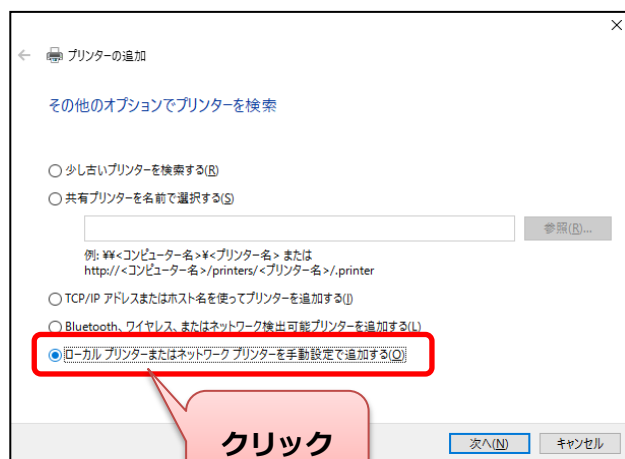 プリンターの追加
その他のオプションでプリンターを検索
少し古いプリンターを検索する(R)
共有プリンターを名前で選択する(S)
参照(R)...
例: ¥¥<コンピューター名>¥<プリンター名> または
http://<コンピューター名>/printers/<プリンター名>/.printer
TCP/IP アドレスまたはホスト名を使ってプリンターを追加する(I)
Bluetooth、ワイヤレス、またはネットワーク検出可能プリンターを追加する(L)
ローカル プリンターまたはネットワーク プリンターを手動設定で追加する(O)
クリック
次へ(N)
キャンセル